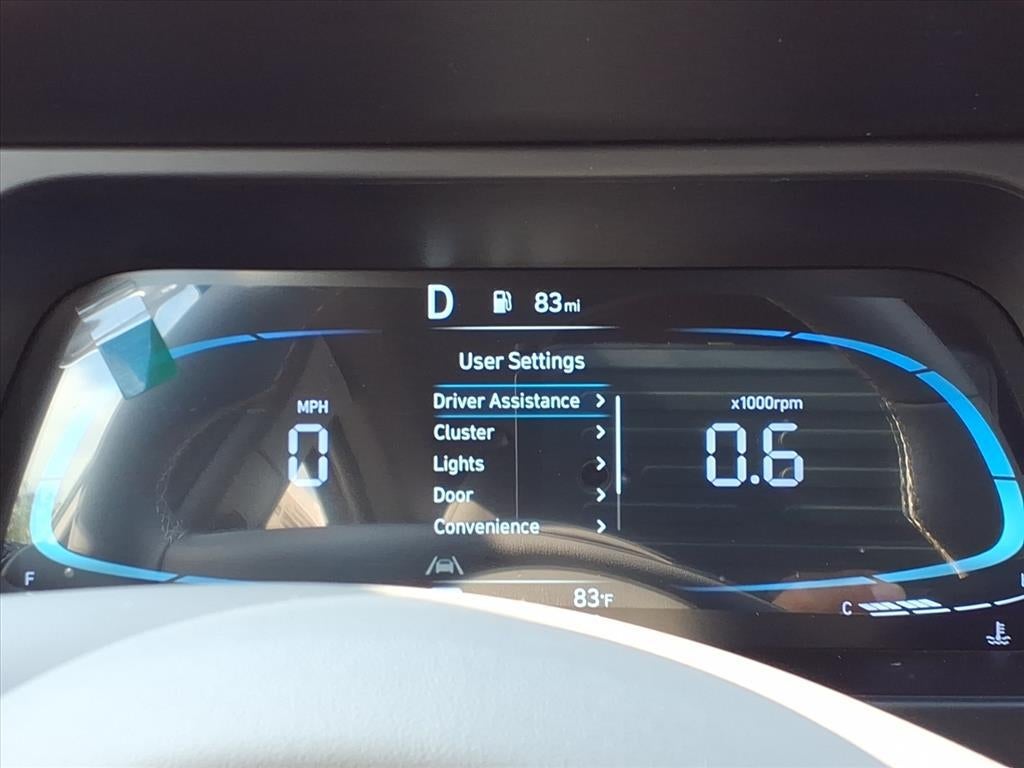 D 83mi
User Settings
MPH
0
Driver Assistance
Cluster
Lights
Door
Convenience
x1000rpm
0.6
F
83°F
C